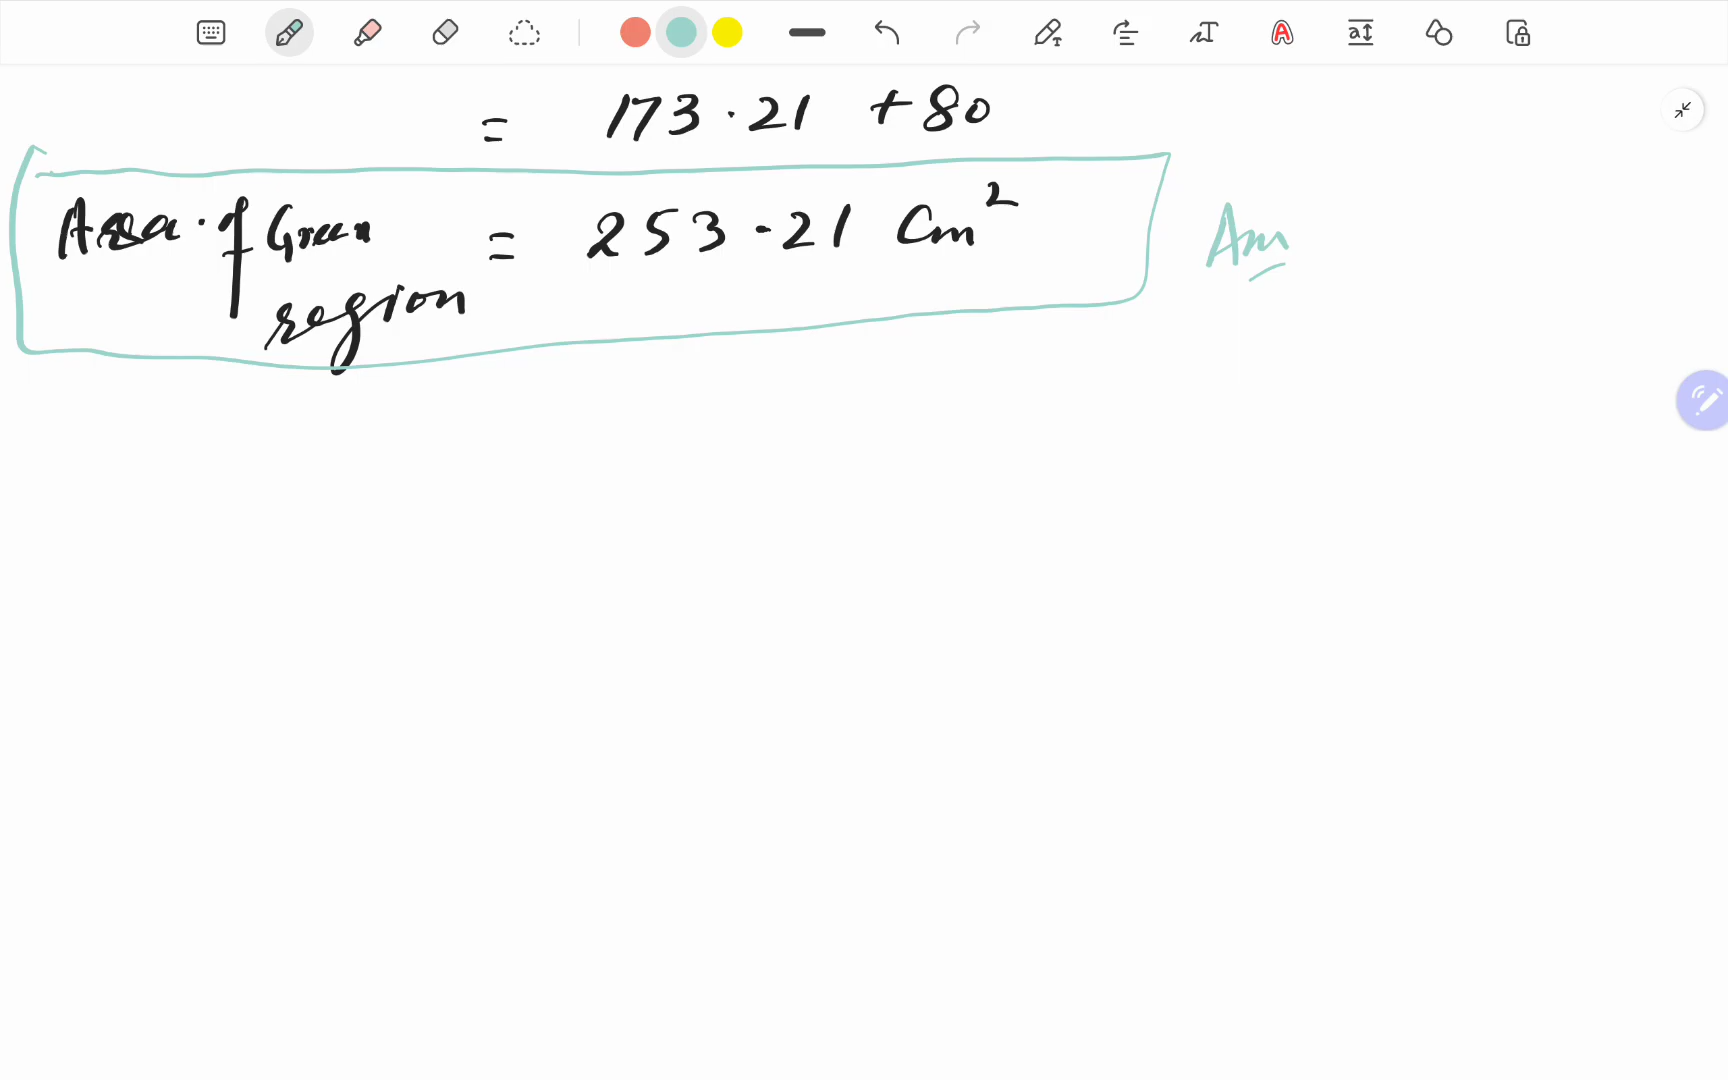 = 173.21 + 80
Area of Green = 253.21 Cm² Ans
region